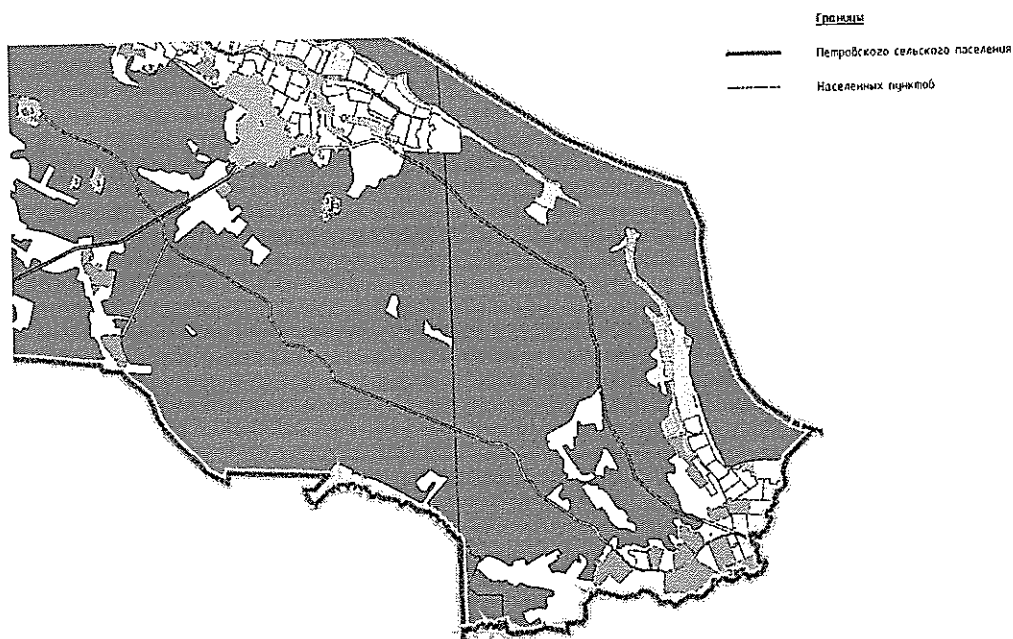 Границы
Петровского сельского поселения
Населенных пунктов